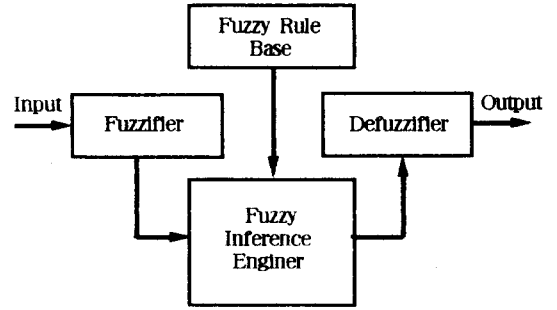 Fuzzy Rule
Base
Input
Fuzzifier
Defuzzifier
Output
Fuzzy
Inference
Enginer